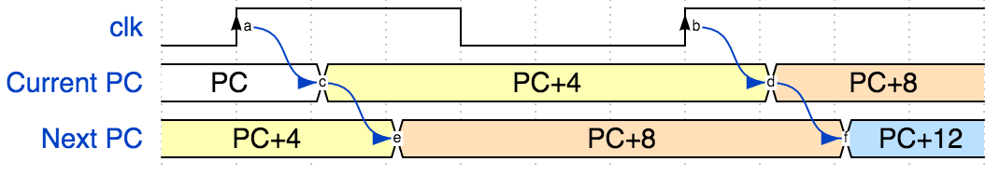 clk a b
Current PC PC c PC+4 d PC+8
Next PC PC+4 e PC+8 f PC+12